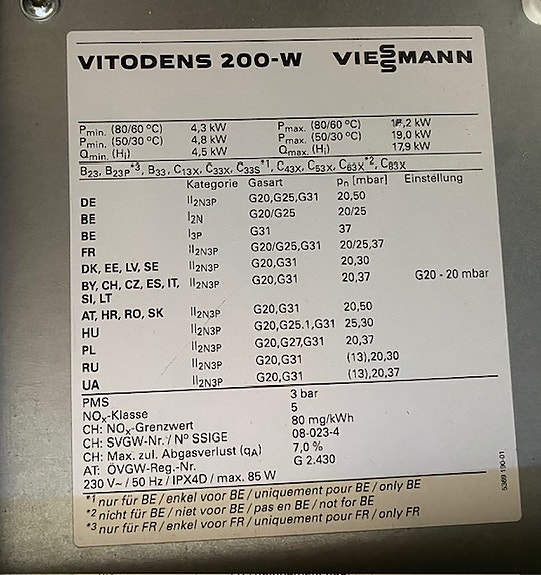 VITODENS 200-W VIESSMANN
Pmin. (80/60 °C) 4,3 kW Pmax. (80/60 °C) 17,2 kW
Pmin. (50/30 °C) 4,8 kW Pmax. (50/30 °C) 19,0 kW
Qmin. (Hi) 4,5 kW Qmax. (Hi) 17,9 kW
B23, B23P*3, B33, C13X, C33X, C33S*1, C43X, C53X, C63X*2, C83X
Kategorie Gasart pn [mbar] Einstellung
DE II2N3P G20,G25,G31 20,50
BE I2N G20/G25 20/25
BE I3P G31 37
FR II2N3P G20/G25,G31 20/25,37
DK, EE, LV, SE II2N3P G20,G31 20,30
BY, CH, CZ, ES, IT, II2N3P G20,G31 20,37 G20 - 20 mbar
SI, LT
AT, HR, RO, SK II2N3P G20,G31 20,50
HU II2N3P G20,G25.1,G31 25,30
PL II2N3P G20,G27,G31 20,37
RU II2N3P G20,G31 (13),20,30
UA II2N3P G20,G31 (13),20,37
PMS 3 bar
NOx-Klasse 5
CH: NOx-Grenzwert 80 mg/kWh
CH: SVGW-Nr. / N° SSIGE 08-023-4
CH: Max. zul. Abgasverlust (qA) 7,0 %
AT: ÖVGW-Reg.-Nr. G 2.430
230 V~ / 50 Hz / IPX4D / max. 85 W
*1 nur für BE / enkel voor BE / uniquement pour BE / only BE
*2 nicht für BE / niet voor BE / pas en BE / not for BE
*3 nur für FR / enkel voor FR / uniquement pour FR / only FR
5369 190-01